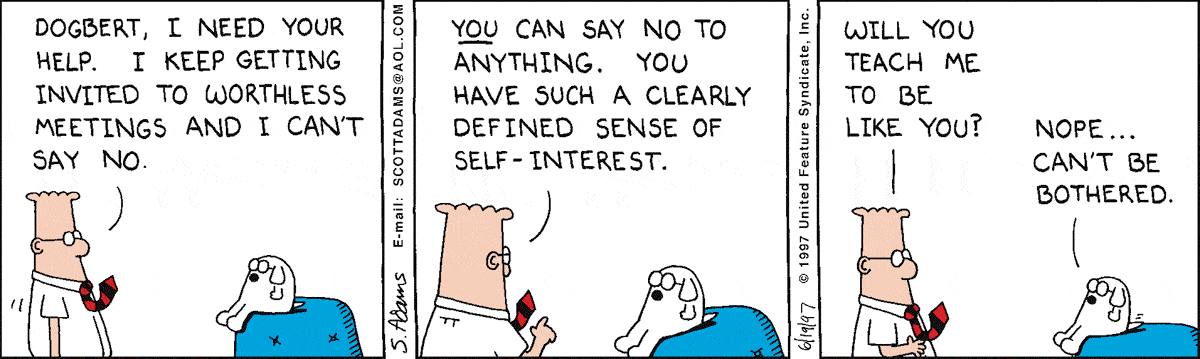 DOGBERT, I NEED YOUR
HELP. I KEEP GETTING
INVITED TO WORTHLESS
MEETINGS AND I CAN'T
SAY NO.
S. Adams
E-mail: SCOTTADAMS@AOL.COM
YOU CAN SAY NO TO
ANYTHING. YOU
HAVE SUCH A CLEARLY
DEFINED SENSE OF
SELF-INTEREST.
6/19/97
© 1997 United Feature Syndicate, Inc.
WILL YOU
TEACH ME
TO BE
LIKE YOU?
NOPE...
CAN'T BE
BOTHERED.